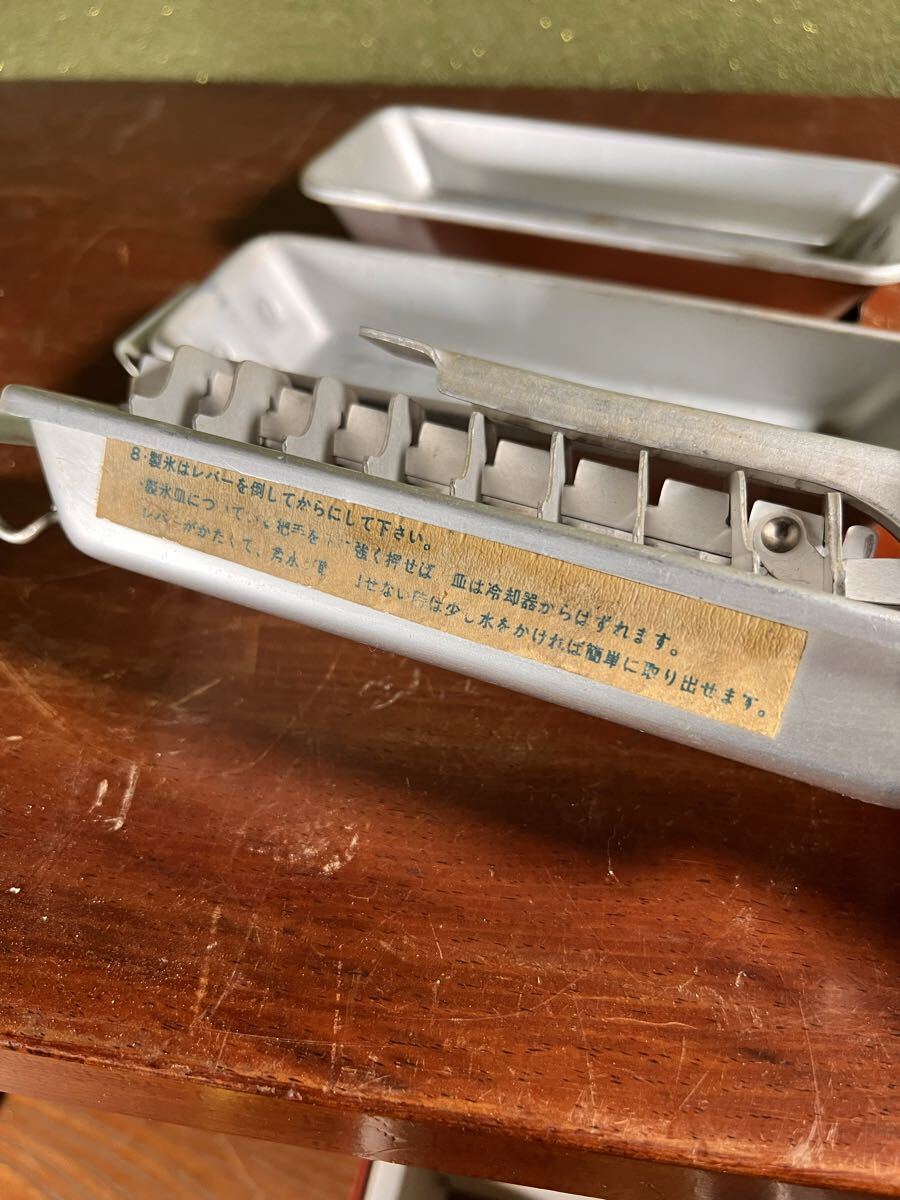 8・製氷はレバーを倒してからにして下さい。
・製氷皿につ て 把手を 強く押せば 皿は冷却器からはずれます。
レバーがかたくて、 せない時は少し水をかければ簡単に取り出せます。